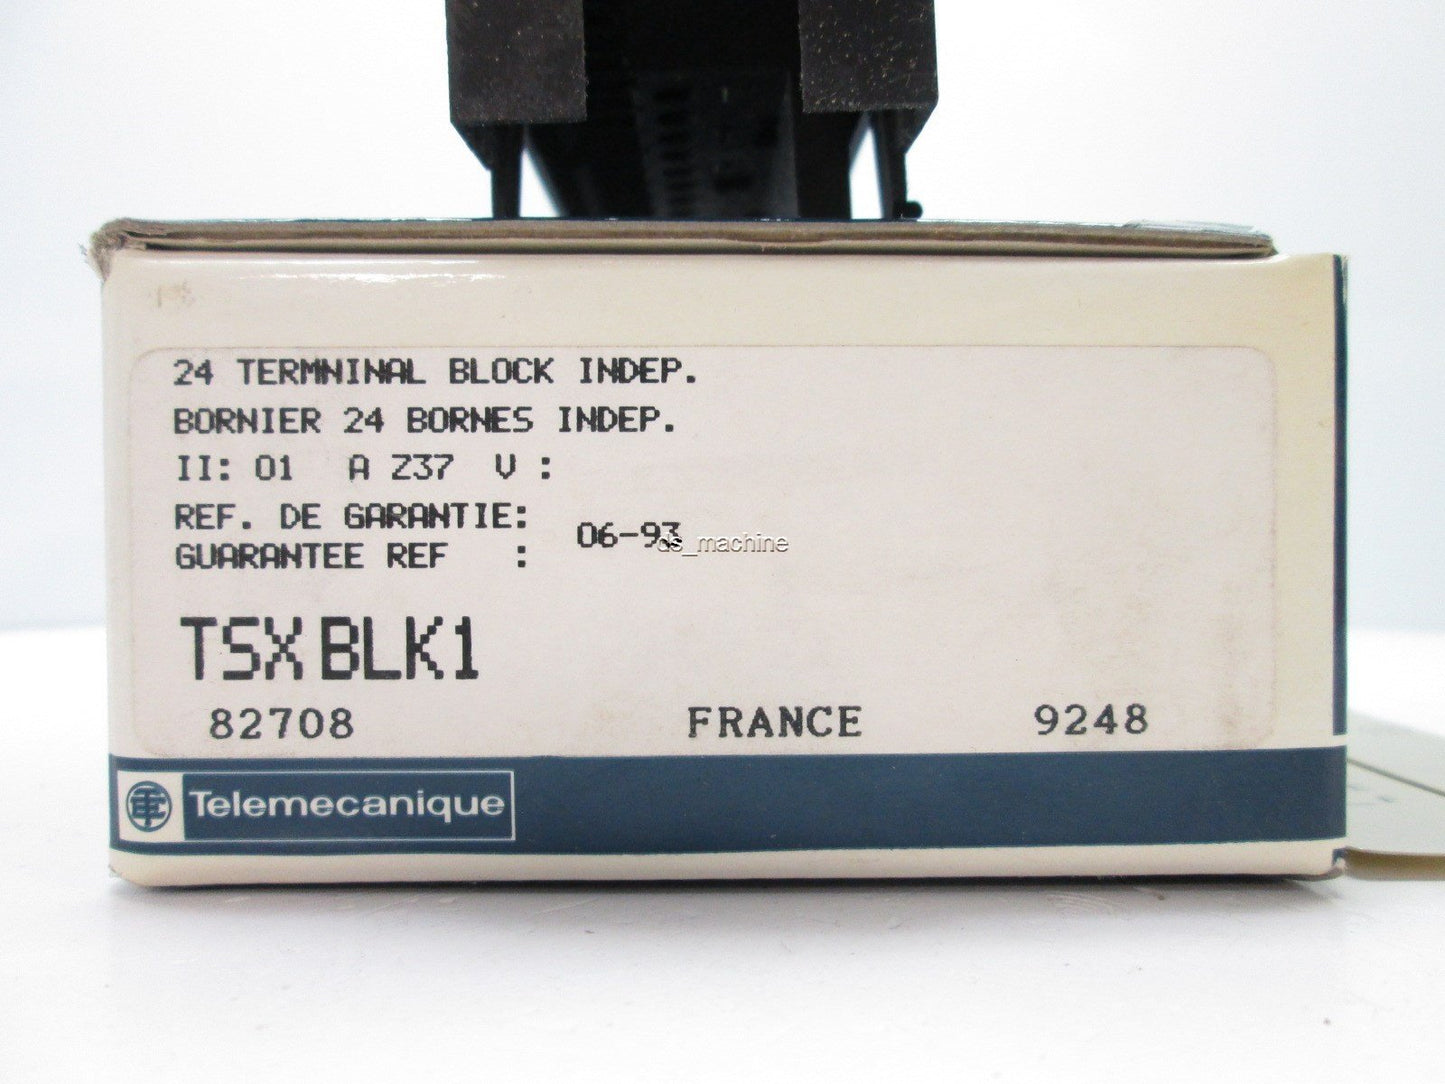 24 TERMNINAL BLOCK INDEP.
BORNIER 24 BORNES INDEP.
II: 01 A Z37 V :
REF. DE GARANTIE:
GUARANTEE REF :
06-93
ds_machine
TSX BLK1
82708 FRANCE 9248
Telemecanique